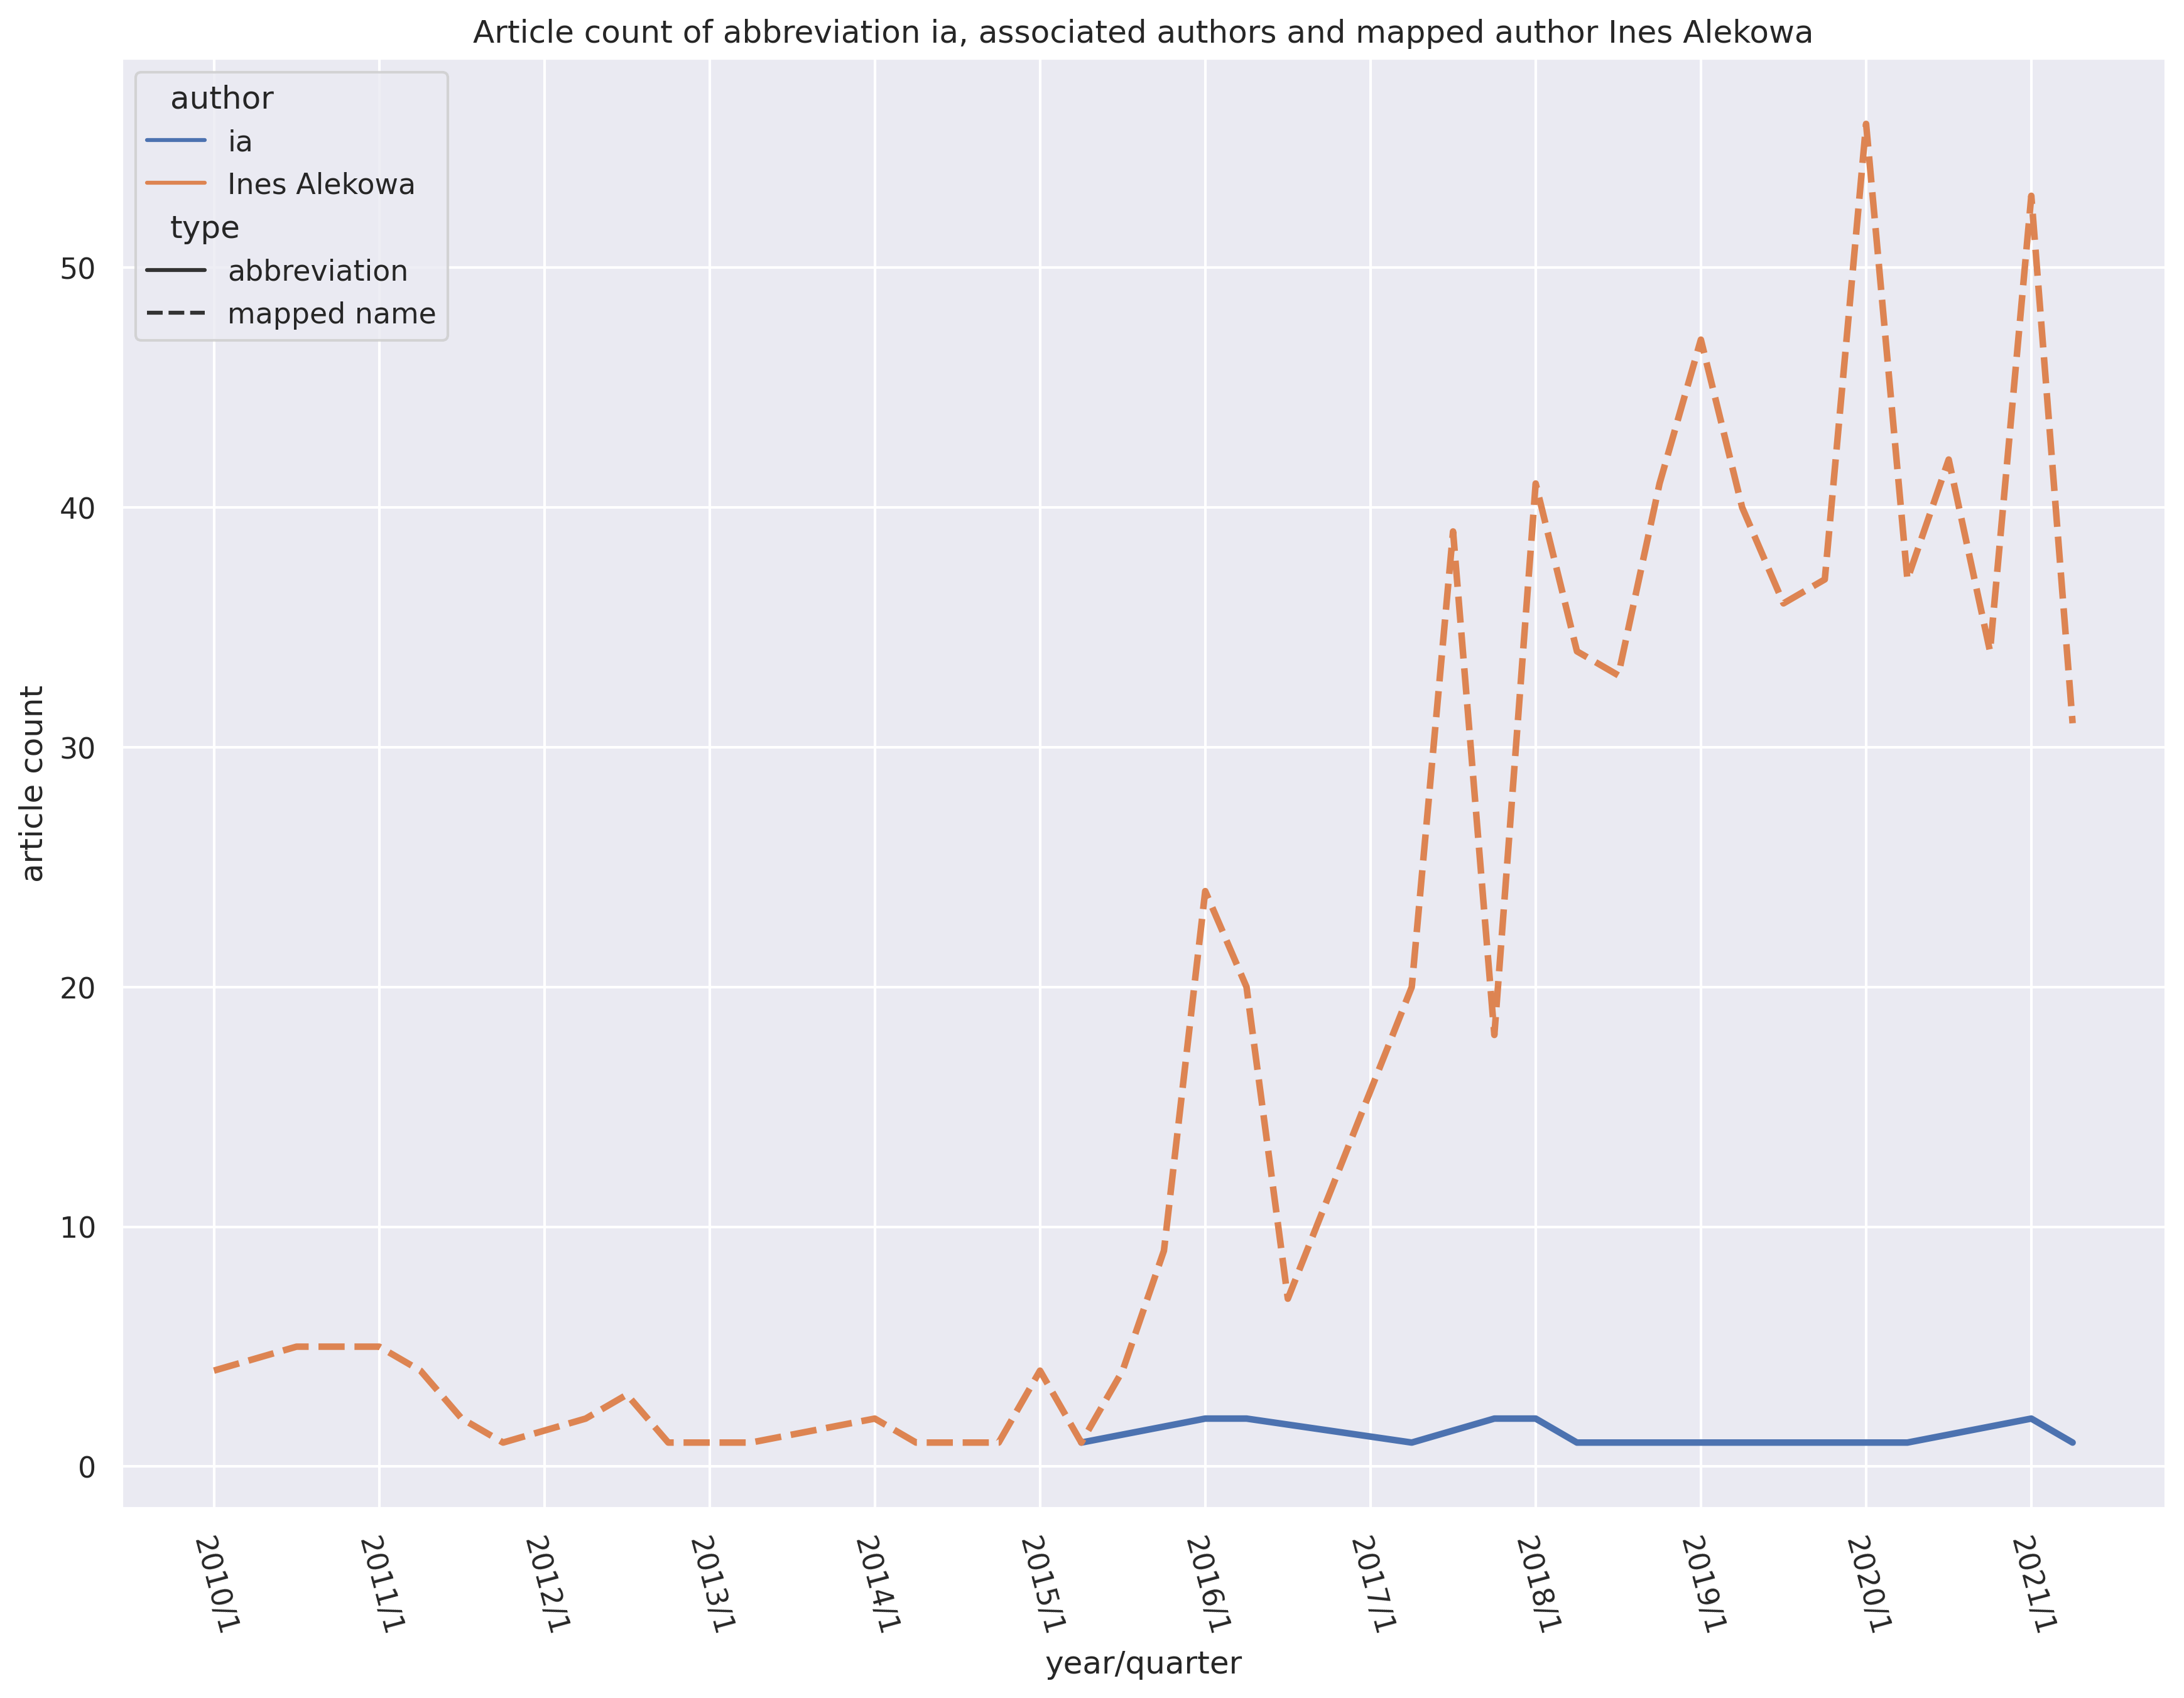 Article count of abbreviation ia, associated authors and mapped author Ines Alekowa
author
ia
Ines Alekowa
type
abbreviation
mapped name
50
40
30
20
10
0
article count
2010/1
2011/1
2012/1
2013/1
2014/1
2015/1
2016/1
2017/1
2018/1
2019/1
2020/1
2021/1
year/quarter